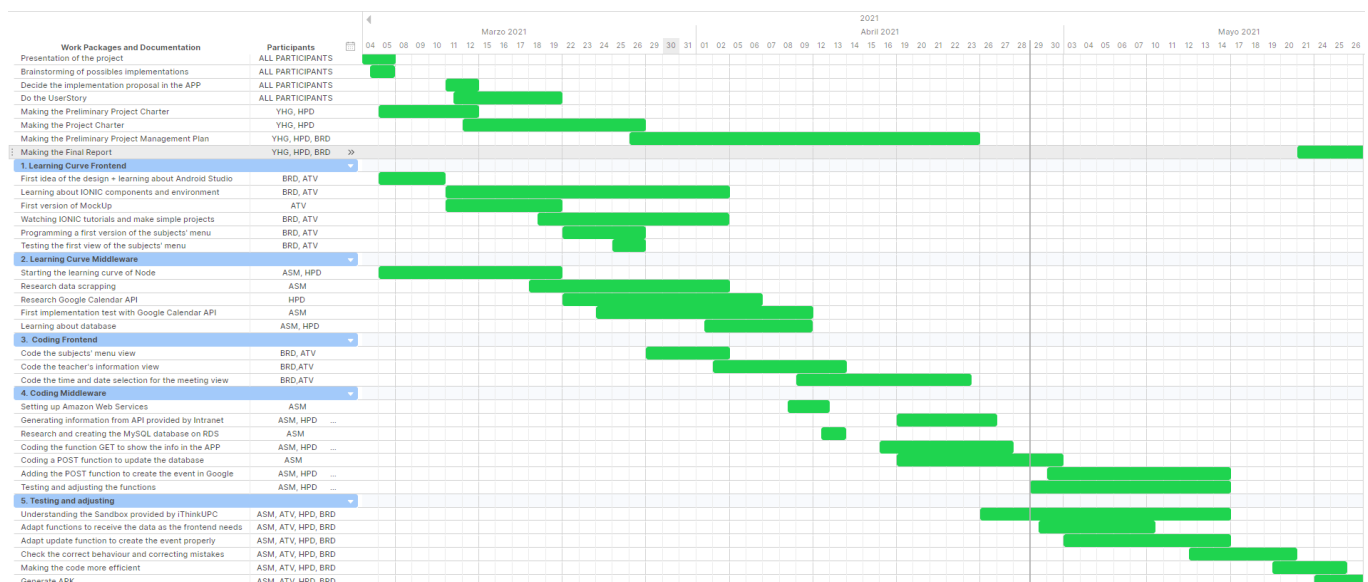 2021
Marzo 2021 Abril 2021 Mayo 2021
Work Packages and Documentation Participants 04 05 08 09 10 11 12 15 16 17 18 19 22 23 24 25 26 29 30 31 01 02 05 06 07 08 09 12 13 14 15 16 19 20 21 22 23 26 27 28 29 30 03 04 05 06 07 10 11 12 13 14 17 18 19 20 21 24 25 26
Presentation of the project ALL PARTICIPANTS
Brainstorming of possibles implementations ALL PARTICIPANTS
Decide the implementation proposal in the APP ALL PARTICIPANTS
Do the UserStory ALL PARTICIPANTS
Making the Preliminary Project Charter YHG, HPD
Making the Project Charter YHG, HPD
Making the Preliminary Project Management Plan YHG, HPD, BRD
Making the Final Report YHG, HPD, BRD »
1. Learning Curve Frontend
First idea of the design + learning about Android Studio BRD, ATV
Learning about IONIC components and environment BRD, ATV
First version of MockUp ATV
Watching IONIC tutorials and make simple projects BRD, ATV
Programming a first version of the subjects' menu BRD, ATV
Testing the first view of the subjects' menu BRD, ATV
2. Learning Curve Middleware
Starting the learning curve of Node ASM, HPD
Research data scrapping ASM
Research Google Calendar API HPD
First implementation test with Google Calendar API ASM
Learning about database ASM, HPD
3. Coding Frontend
Code the subjects' menu view BRD, ATV
Code the teacher's information view BRD,ATV
Code the time and date selection for the meeting view BRD,ATV
4. Coding Middleware
Setting up Amazon Web Services ASM
Generating information from API provided by Intranet ASM, HPD ...
Research and creating the MySQL database on RDS ASM
Coding the function GET to show the info in the APP ASM, HPD ...
Coding a POST function to update the database ASM
Adding the POST function to create the event in Google ASM, HPD ...
Testing and adjusting the functions ASM, HPD ...
5. Testing and adjusting
Understanding the Sandbox provided by iThinkUPC ASM, ATV, HPD, BRD
Adapt functions to receive the data as the frontend needs ASM, ATV, HPD, BRD
Adapt update function to create the event properly ASM, ATV, HPD, BRD
Check the correct behaviour and correcting mistakes ASM, ATV, HPD, BRD
Making the code more efficient ASM, ATV, HPD, BRD
Generate APK ASM, ATV, HPD, BRD